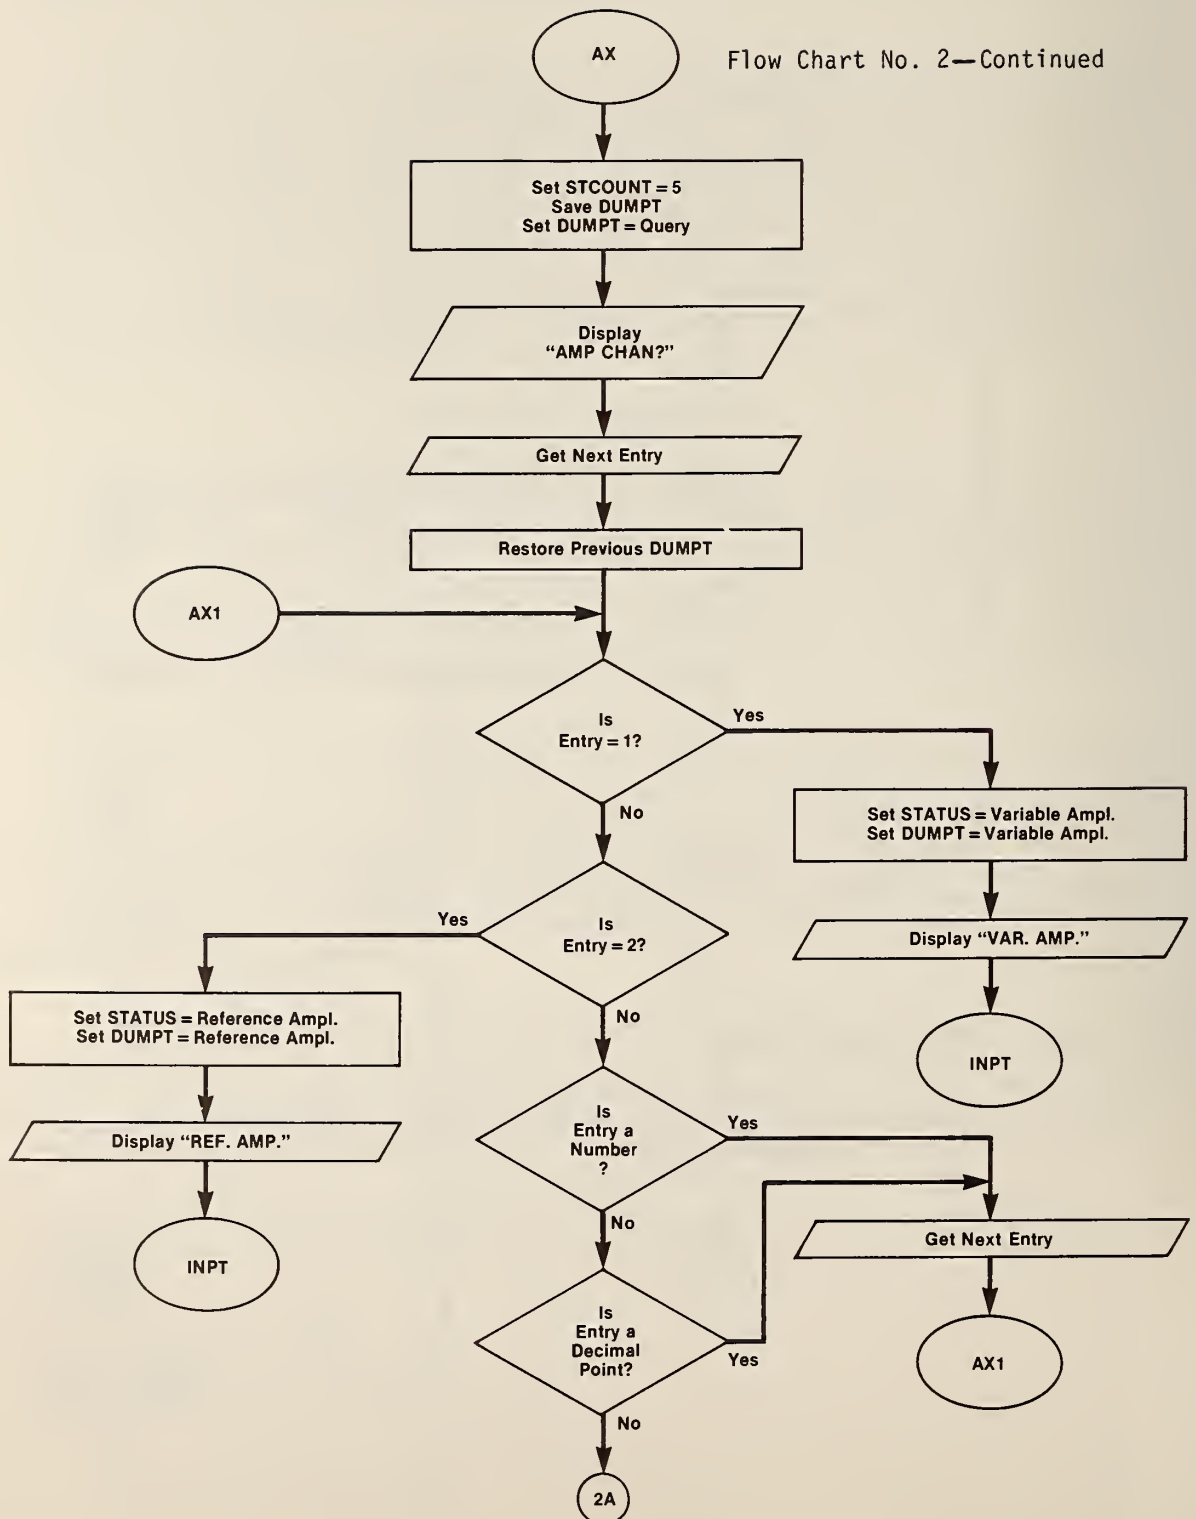 AX
Flow Chart No. 2—Continued
Set STCOUNT = 5
Save DUMPT
Set DUMPT = Query
Display
“AMP CHAN?”
Get Next Entry
Restore Previous DUMPT
AX1
Is
Entry = 1?
Yes
No
Set STATUS = Variable Ampl.
Set DUMPT = Variable Ampl.
Display “VAR. AMP.”
INPT
Is
Entry = 2?
Yes
No
Set STATUS = Reference Ampl.
Set DUMPT = Reference Ampl.
Display “REF. AMP.”
INPT
Is
Entry a
Number
?
Yes
No
Get Next Entry
AX1
Is
Entry a
Decimal
Point?
Yes
No
2A